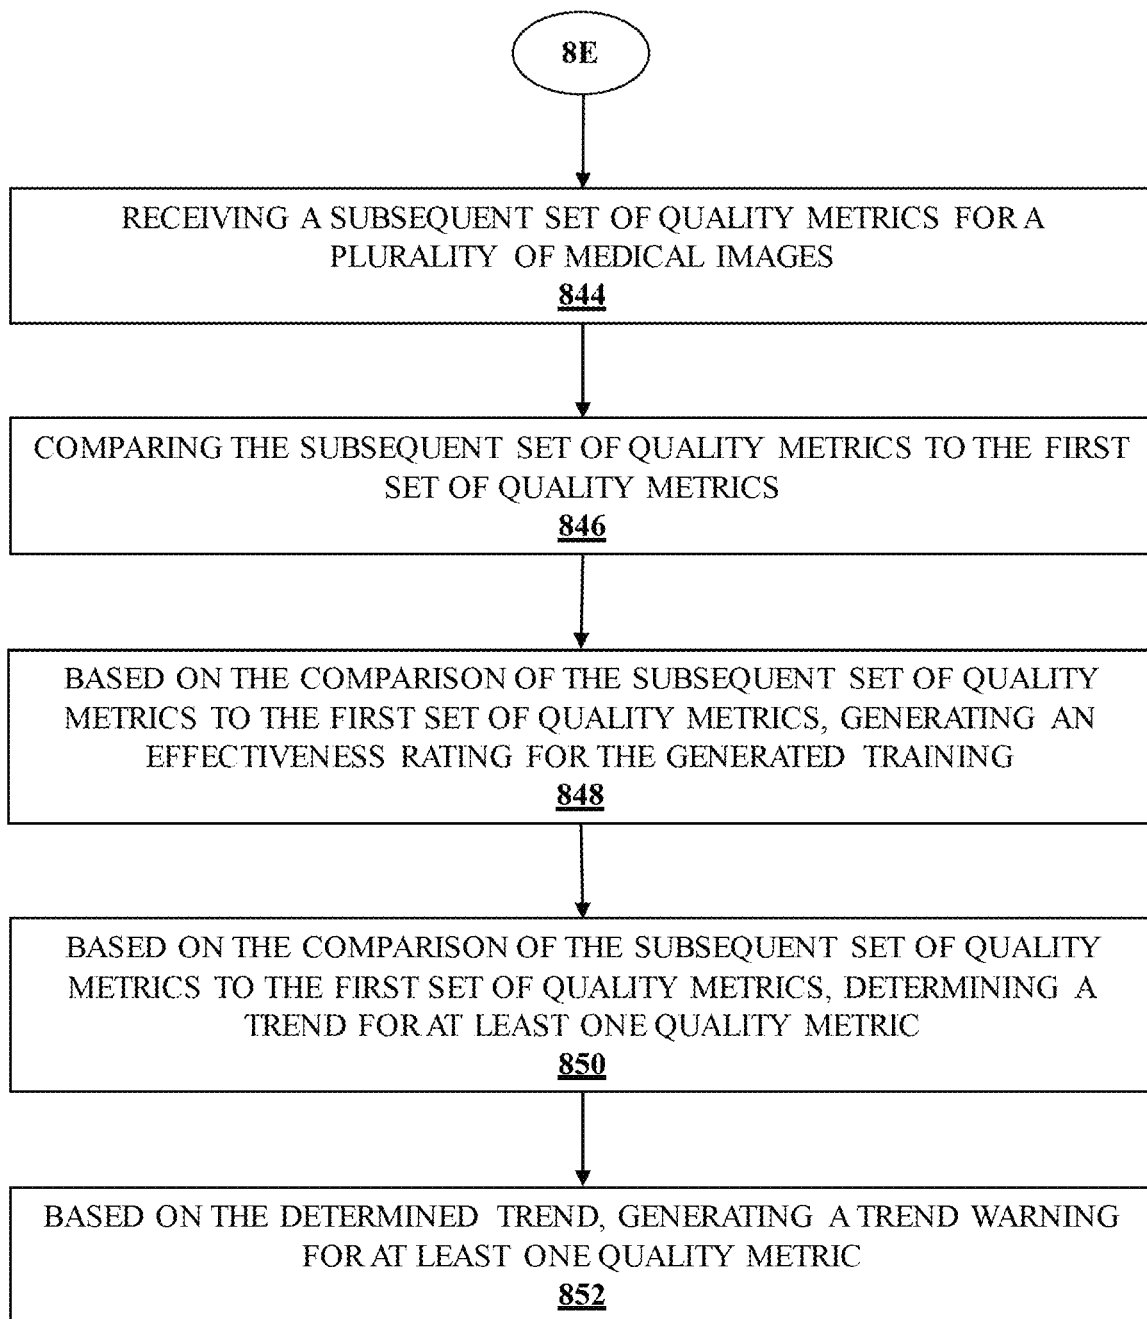 8E
RECEIVING A SUBSEQUENT SET OF QUALITY METRICS FOR A
PLURALITY OF MEDICAL IMAGES
844
COMPARING THE SUBSEQUENT SET OF QUALITY METRICS TO THE FIRST
SET OF QUALITY METRICS
846
BASED ON THE COMPARISON OF THE SUBSEQUENT SET OF QUALITY
METRICS TO THE FIRST SET OF QUALITY METRICS, GENERATING AN
EFFECTIVENESS RATING FOR THE GENERATED TRAINING
848
BASED ON THE COMPARISON OF THE SUBSEQUENT SET OF QUALITY
METRICS TO THE FIRST SET OF QUALITY METRICS, DETERMINING A
TREND FOR AT LEAST ONE QUALITY METRIC
850
BASED ON THE DETERMINED TREND, GENERATING A TREND WARNING
FOR AT LEAST ONE QUALITY METRIC
852